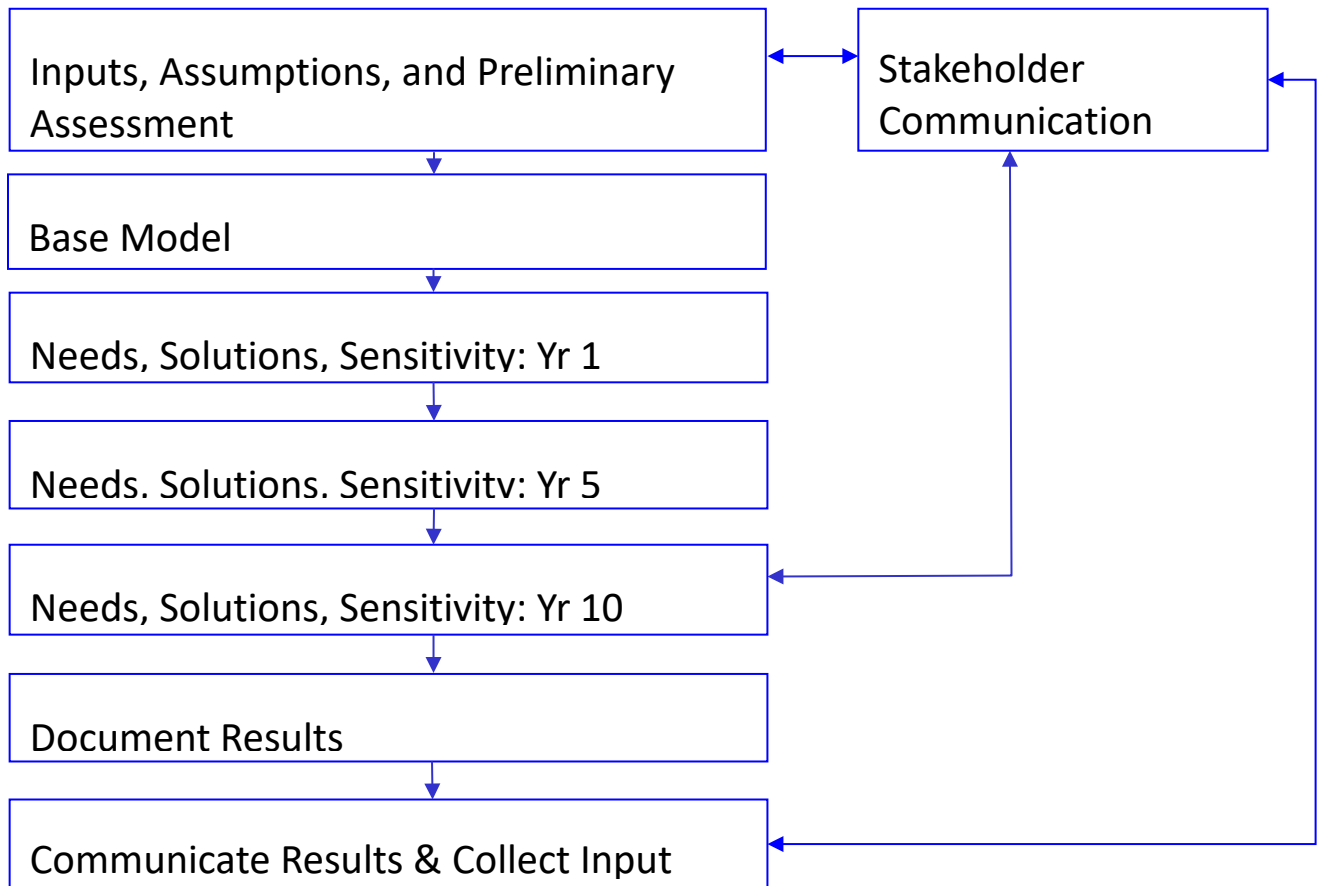 Inputs, Assumptions, and Preliminary
Assessment
Stakeholder
Communication
Base Model
Needs, Solutions, Sensitivity: Yr 1
Needs, Solutions, Sensitivity: Yr 5
Needs, Solutions, Sensitivity: Yr 10
Document Results
Communicate Results & Collect Input